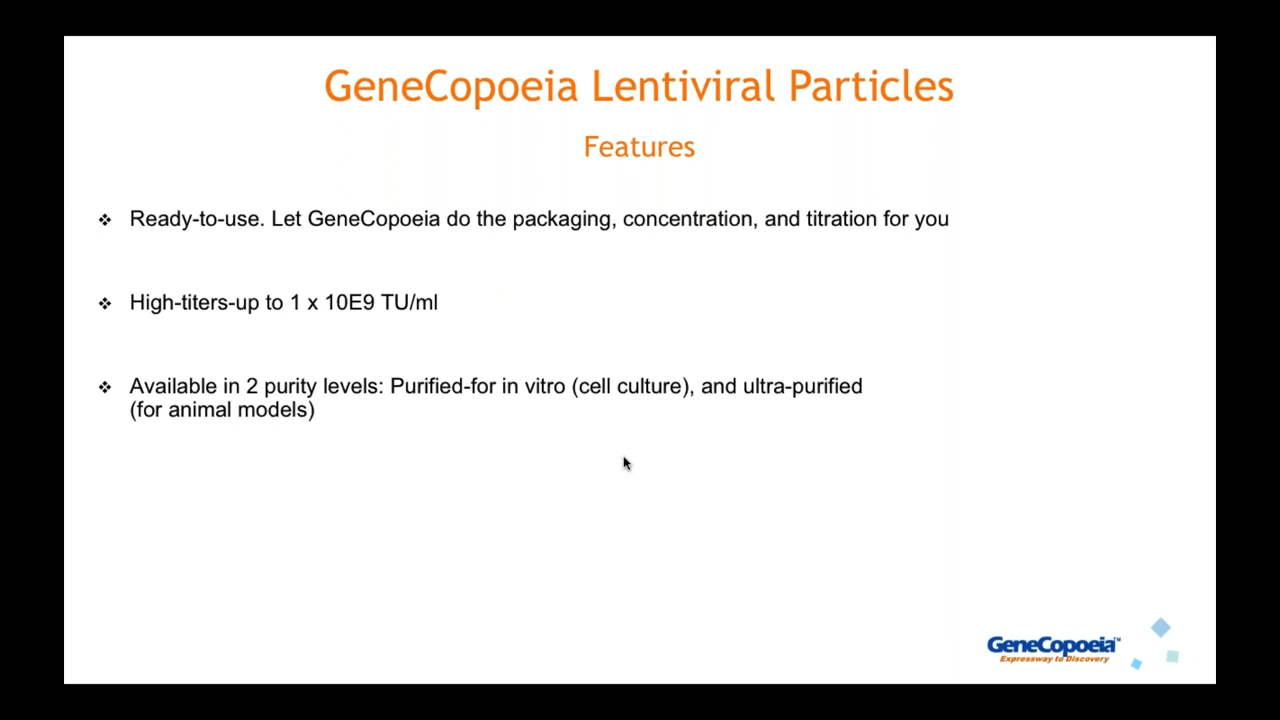 GeneCopoeia Lentiviral Particles
Features
❖ Ready-to-use. Let GeneCopoeia do the packaging, concentration, and titration for you
❖ High-titers-up to 1 x 10E9 TU/ml
❖ Available in 2 purity levels: Purified-for in vitro (cell culture), and ultra-purified
(for animal models)
GeneCopoeia™
Expressway to Discovery